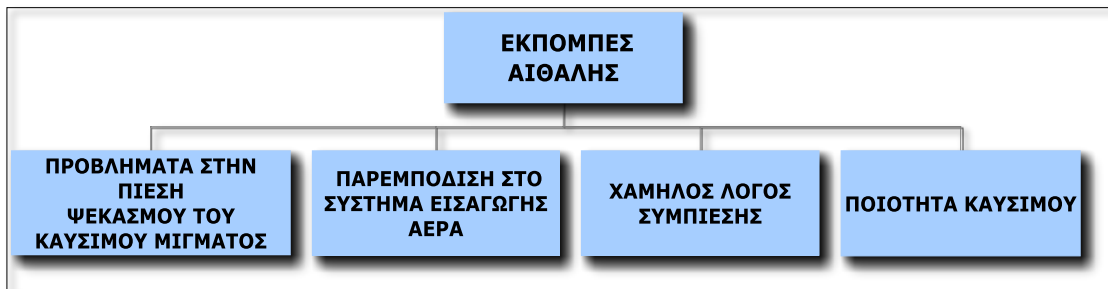 ΕΚΠΟΜΠΕΣ
ΑΙΘΑΛΗΣ
ΠΡΟΒΛΗΜΑΤΑ ΣΤΗΝ
ΠΙΕΣΗ
ΨΕΚΑΣΜΟΥ ΤΟΥ
ΚΑΥΣΙΜΟΥ ΜΙΓΜΑΤΟΣ
ΠΑΡΕΜΠΟΔΙΣΗ ΣΤΟ
ΣΥΣΤΗΜΑ ΕΙΣΑΓΩΓΗΣ
ΑΕΡΑ
ΧΑΜΗΛΟΣ ΛΟΓΟΣ
ΣΥΜΠΙΕΣΗΣ
ΠΟΙΟΤΗΤΑ ΚΑΥΣΙΜΟΥ